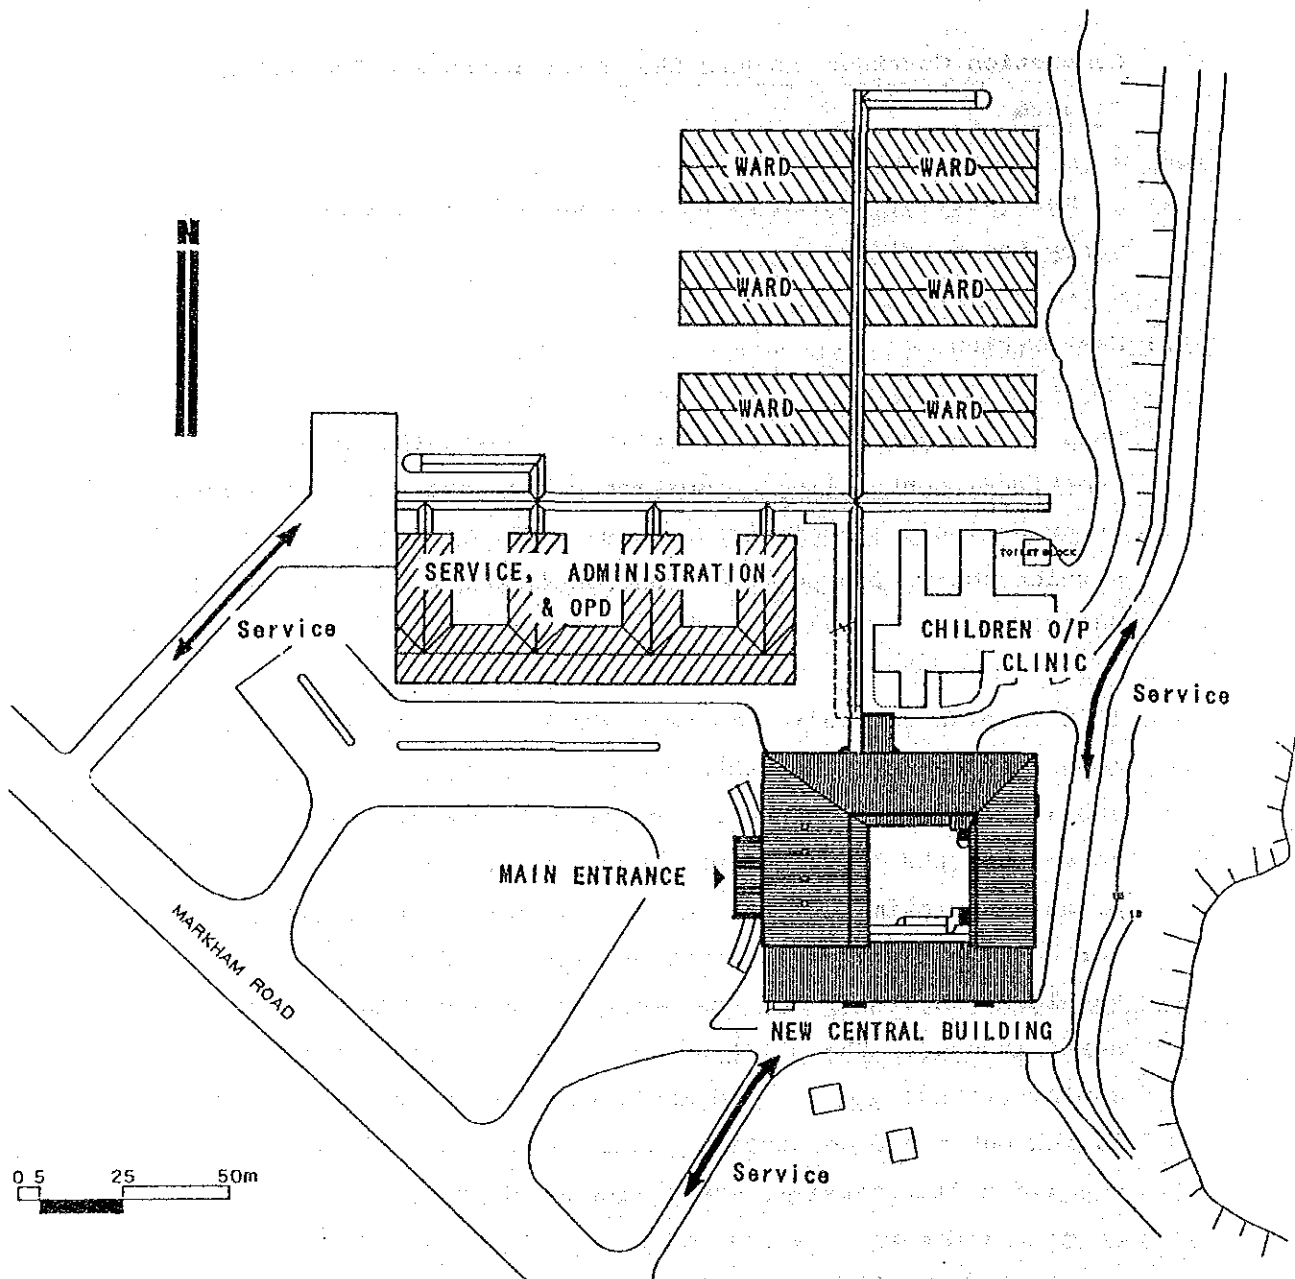 WARD WARD
N
WARD WARD
WARD WARD
SERVICE, ADMINISTRATION
& OPD
TOILET BLOCK
CHILDREN O/P
CLINIC
Service
Service
MAIN ENTRANCE
MARKHAM ROAD
NEW CENTRAL BUILDING
Service
0 5 25 50m